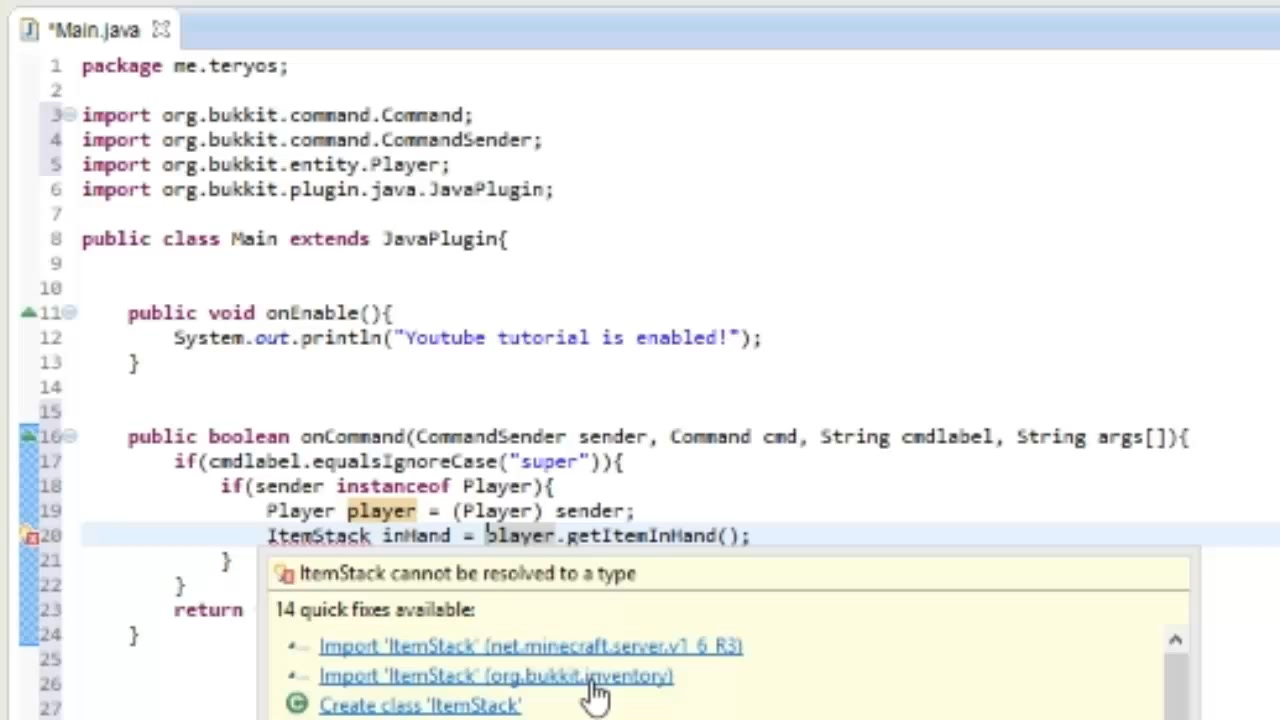 *Main.java
1 package me.teryos;
2
3 import org.bukkit.command.Command;
4 import org.bukkit.command.CommandSender;
5 import org.bukkit.entity.Player;
6 import org.bukkit.plugin.java.JavaPlugin;
7
8 public class Main extends JavaPlugin{
9
10
11 public void onEnable(){
12 System.out.println("Youtube tutorial is enabled!");
13 }
14
15
16 public boolean onCommand(CommandSender sender, Command cmd, String cmdlabel, String args[]){
17 if(cmdlabel.equalsIgnoreCase("super")){
18 if(sender instanceof Player){
19 Player player = (Player) sender;
20 ItemStack inHand = player.getItemInHand();
21 }
22 }
23 return
24 }
25
26
27
ItemStack cannot be resolved to a type
14 quick fixes available:
Import 'ItemStack' (net.minecraft.server.v1_6_R3)
Import 'ItemStack' (org.bukkit.inventory)
Create class 'ItemStack'